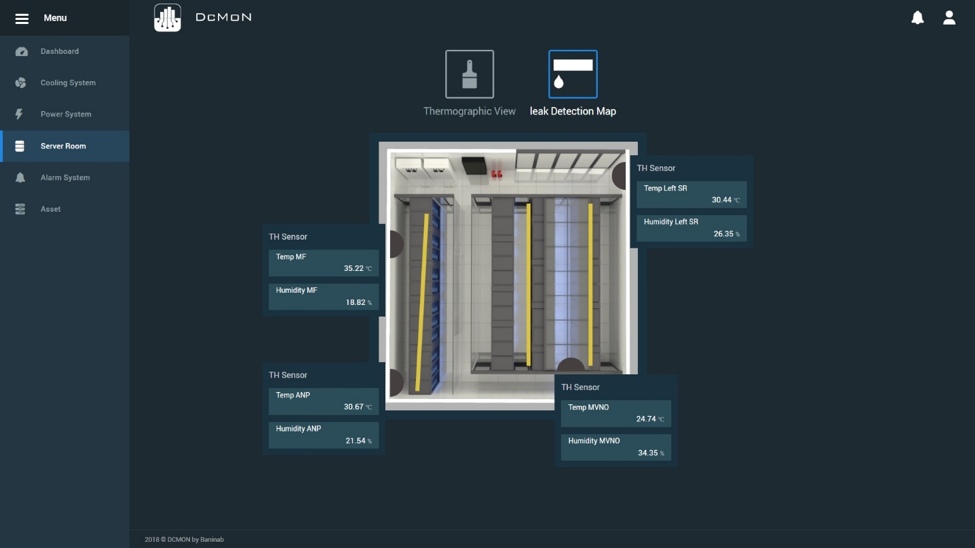 Menu
DCMON
Dashboard
Cooling System
Power System
Server Room
Alarm System
Asset
Thermographic View
leak Detection Map
TH Sensor
Temp Left SR
30.44 °C
Humidity Left SR
26.35 %
TH Sensor
Temp MF
35.22 °C
Humidity MF
18.82 %
TH Sensor
Temp ANP
30.67 °C
Humidity ANP
21.54 %
TH Sensor
Temp MVNO
24.74 °C
Humidity MVNO
34.35 %
2018 © DCMON by Baninab